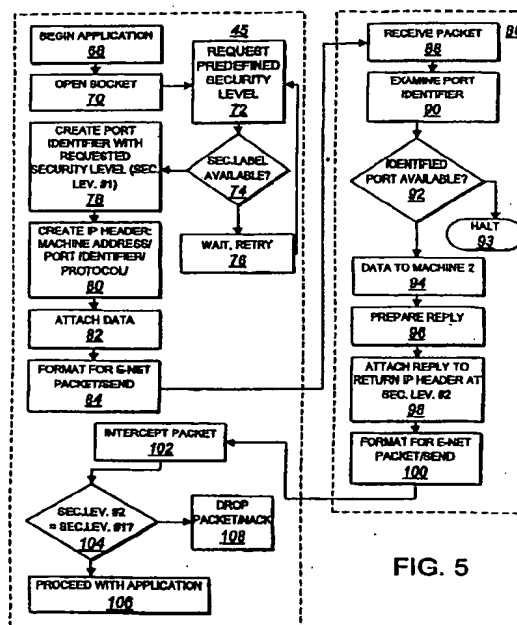 BEGIN APPLICATION
68
OPEN SOCKET
70
45
REQUEST
PREDEFINED
SECURITY
LEVEL
72
SEC.LABEL
AVAILABLE?
74
WAIT, RETRY
76
CREATE PORT
IDENTIFIER WITH
REQUESTED
SECURITY LEVEL (SEC.
LEV. #1)
78
CREATE IP HEADER:
MACHINE ADDRESS/
PORT IDENTIFIER/
PROTOCOL/
80
ATTACH DATA
82
FORMAT FOR E-NET
PACKET/SEND
84
INTERCEPT PACKET
102
SEC.LEV. #2
= SEC.LEV. #1?
104
DROP
PACKET/NACK
108
PROCEED WITH APPLICATION
106
RECEIVE PACKET
88
EXAMINE PORT
IDENTIFIER
90
IDENTIFIED
PORT AVAILABLE?
92
HALT
93
DATA TO MACHINE 2
94
PREPARE REPLY
96
ATTACH REPLY TO
RETURN IP HEADER AT
SEC. LEV. #2
98
FORMAT FOR E-NET
PACKET/SEND
100
FIG. 5